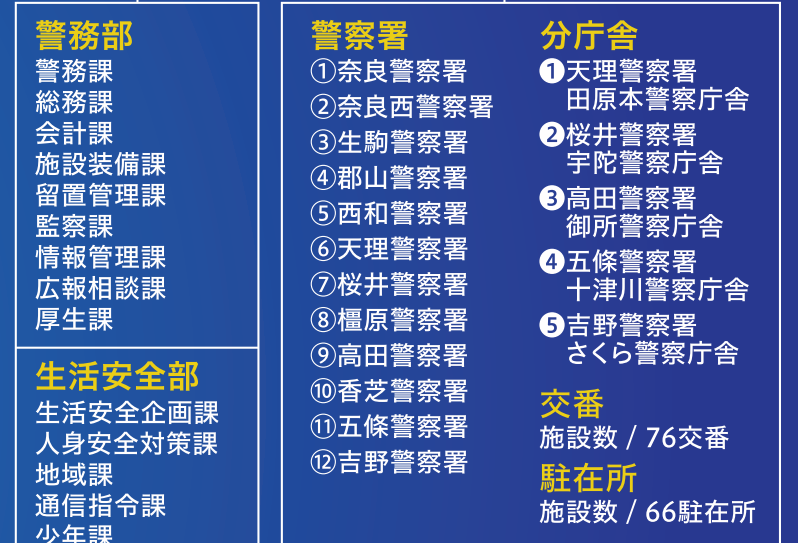 警務部
警務課
総務課
会計課
施設装備課
留置管理課
監察課
情報管理課
広報相談課
厚生課
生活安全部
生活安全企画課
人身安全対策課
地域課
通信指令課
少年課
警察署
①奈良警察署
②奈良西警察署
③生駒警察署
④郡山警察署
⑤西和警察署
⑥天理警察署
⑦桜井警察署
⑧橿原警察署
⑨高田警察署
⑩香芝警察署
⑪五條警察署
⑫吉野警察署
分庁舎
❶天理警察署
田原本警察庁舎
❷桜井警察署
宇陀警察庁舎
❸高田警察署
御所警察庁舎
❹五條警察署
十津川警察庁舎
❺吉野警察署
さくら警察庁舎
交番
施設数 / 76交番
駐在所
施設数 / 66駐在所